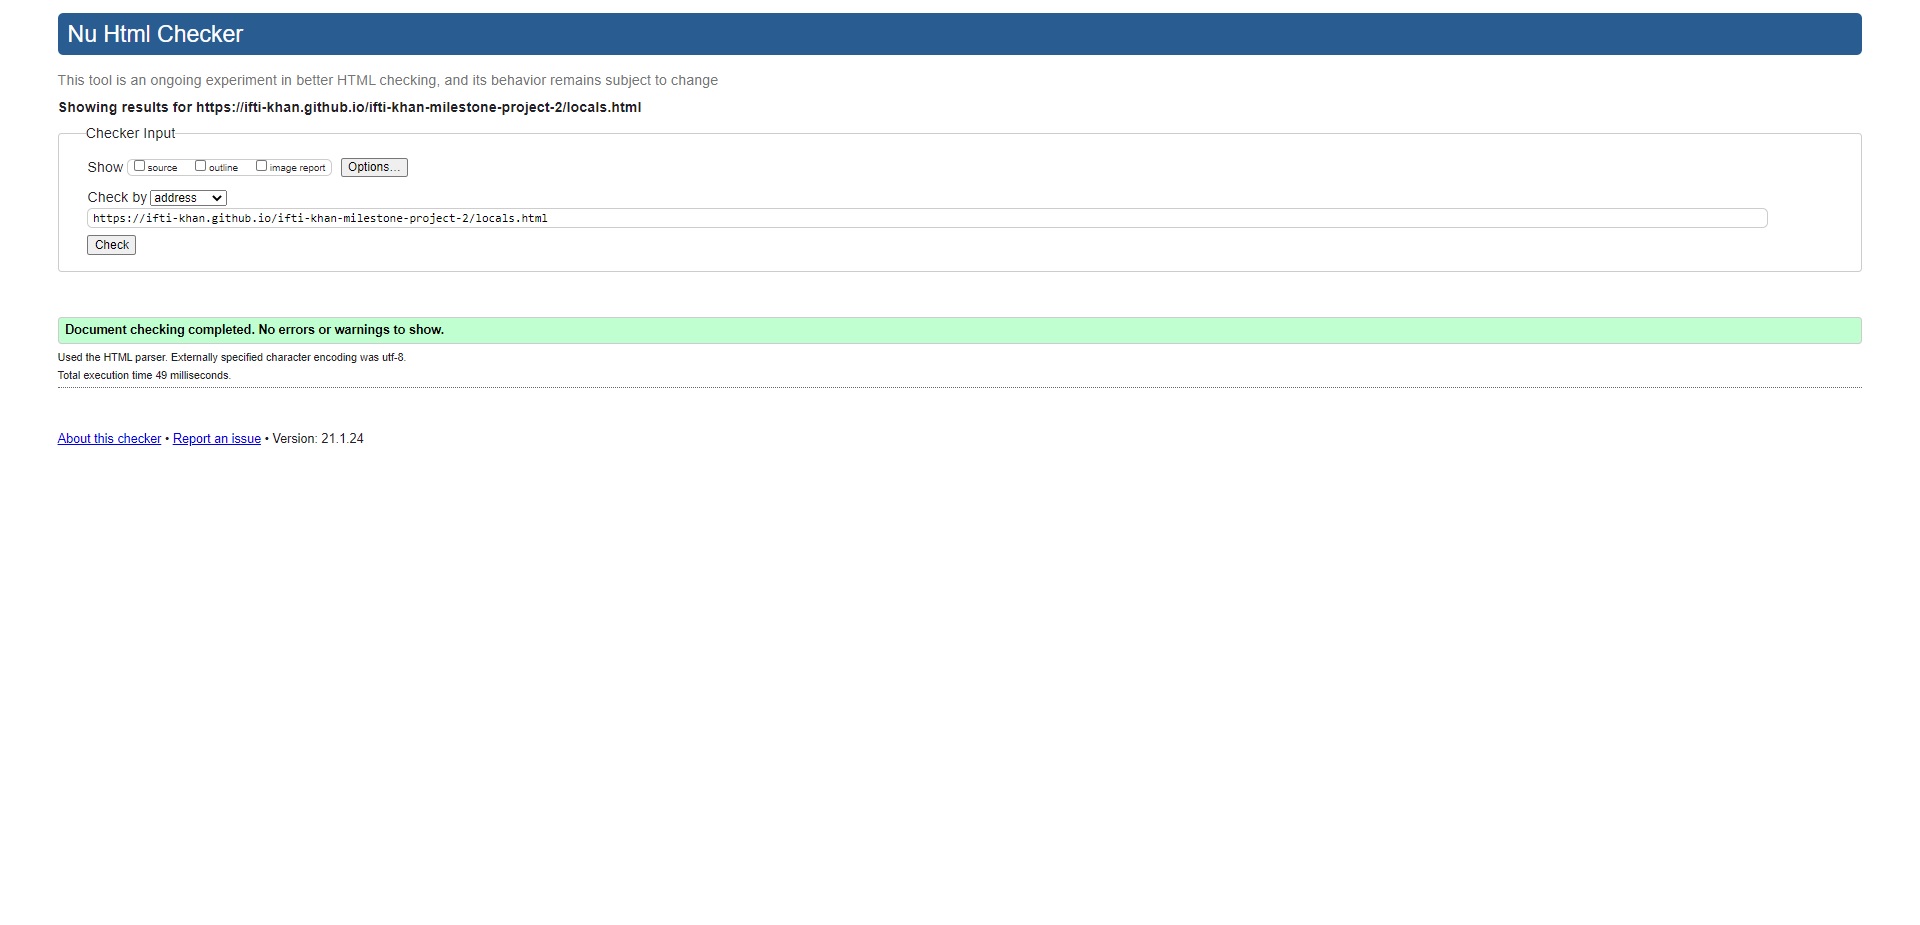 Nu Html Checker
This tool is an ongoing experiment in better HTML checking, and its behavior remains subject to change
Showing results for https://ifti-khan.github.io/ifti-khan-milestone-project-2/locals.html
Checker Input
Show source outline image report Options...
Check by address
https://ifti-khan.github.io/ifti-khan-milestone-project-2/locals.html
Check
Document checking completed. No errors or warnings to show.
Used the HTML parser. Externally specified character encoding was utf-8.
Total execution time 49 milliseconds.
About this checker • Report an issue • Version: 21.1.24